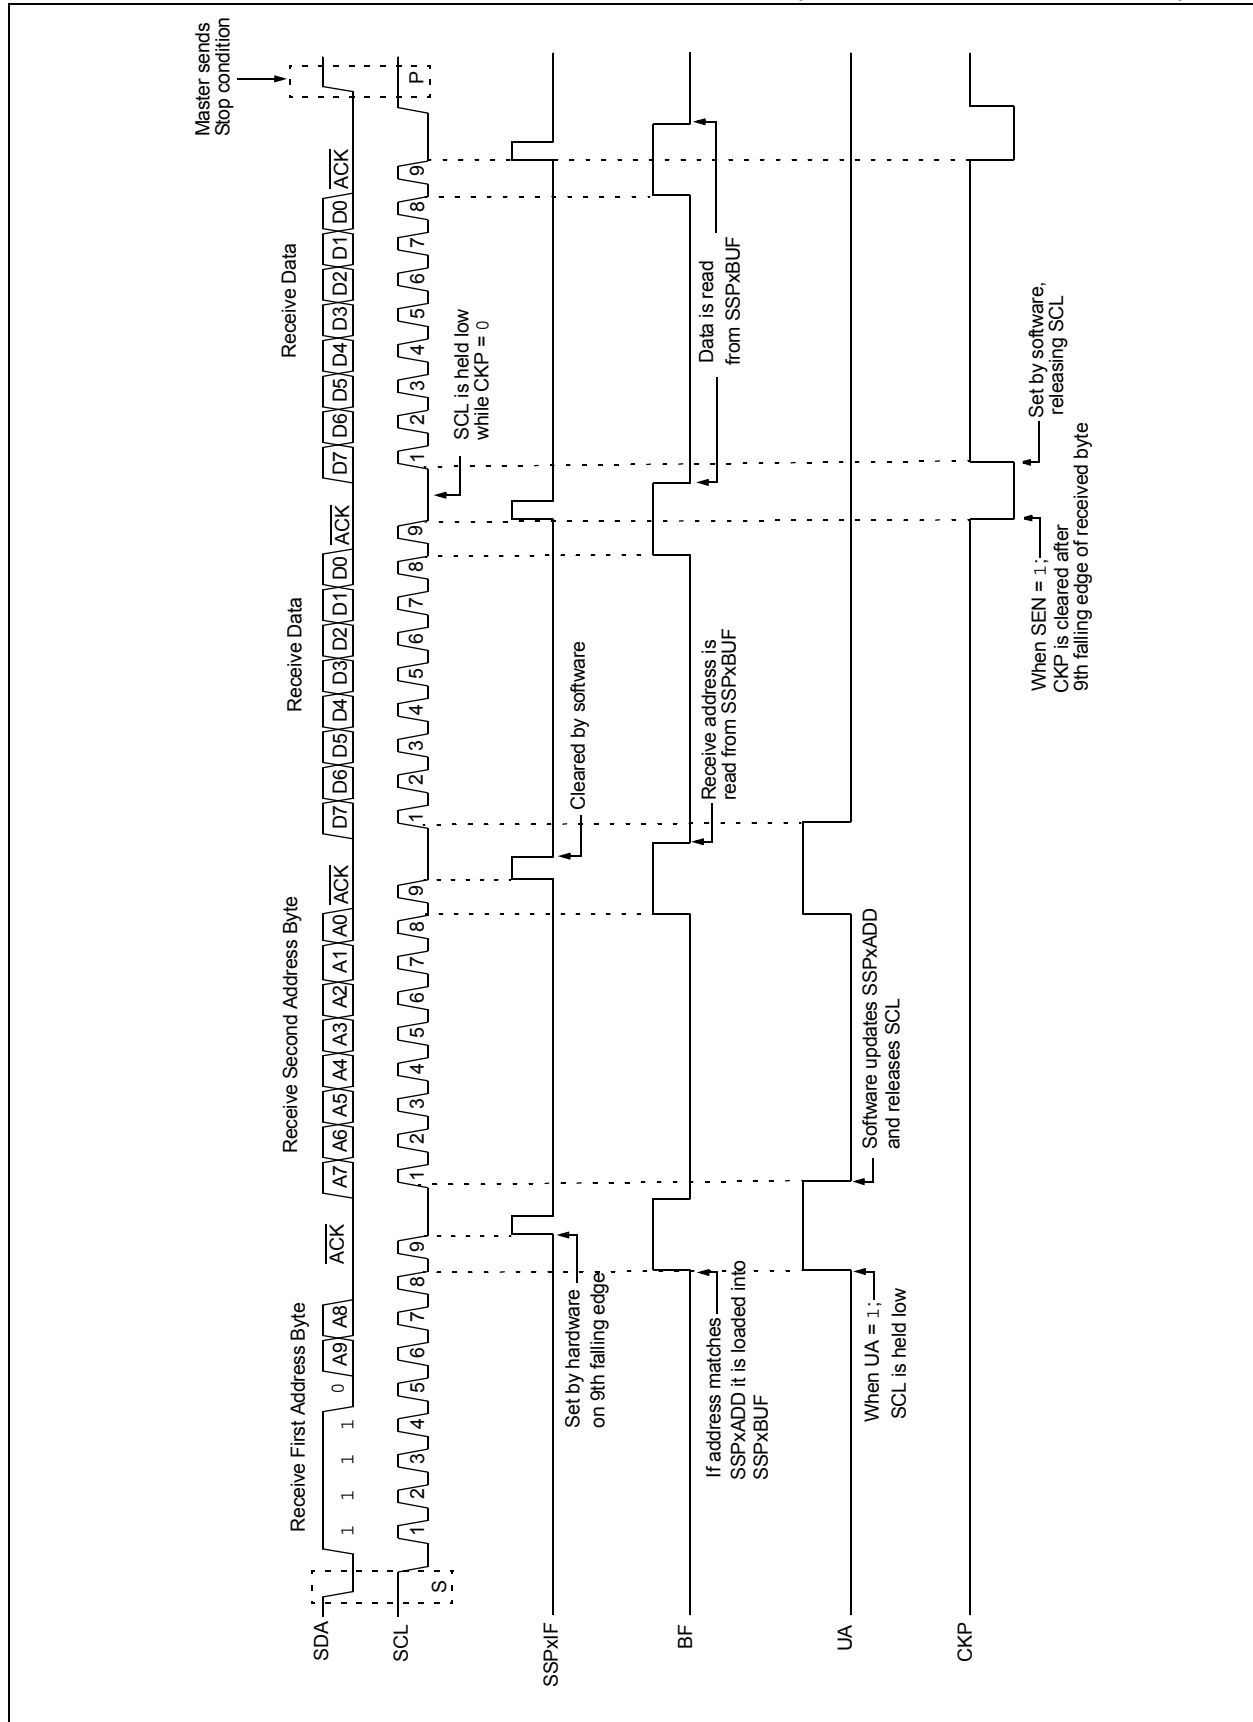 Master sends
Stop condition
Receive First Address Byte
Receive Second Address Byte
Receive Data
Receive Data
SDA
1 1 1 1 0 A9 A8 ACK A7 A6 A5 A4 A3 A2 A1 A0 ACK D7 D6 D5 D4 D3 D2 D1 D0 ACK D7 D6 D5 D4 D3 D2 D1 D0 ACK
SCL
S 1 2 3 4 5 6 7 8 9 1 2 3 4 5 6 7 8 9 1 2 3 4 5 6 7 8 9 1 2 3 4 5 6 7 8 9 P
SCL is held low
while CKP = 0
SSPxIF
Set by hardware
on 9th falling edge
Cleared by software
BF
If address matches
SSPxADD it is loaded into
SSPxBUF
Receive address is
read from SSPxBUF
Data is read
from SSPxBUF
UA
When UA = 1;
SCL is held low
Software updates SSPxADD
and releases SCL
CKP
When SEN = 1;
CKP is cleared after
9th falling edge of received byte
Set by software,
releasing SCL